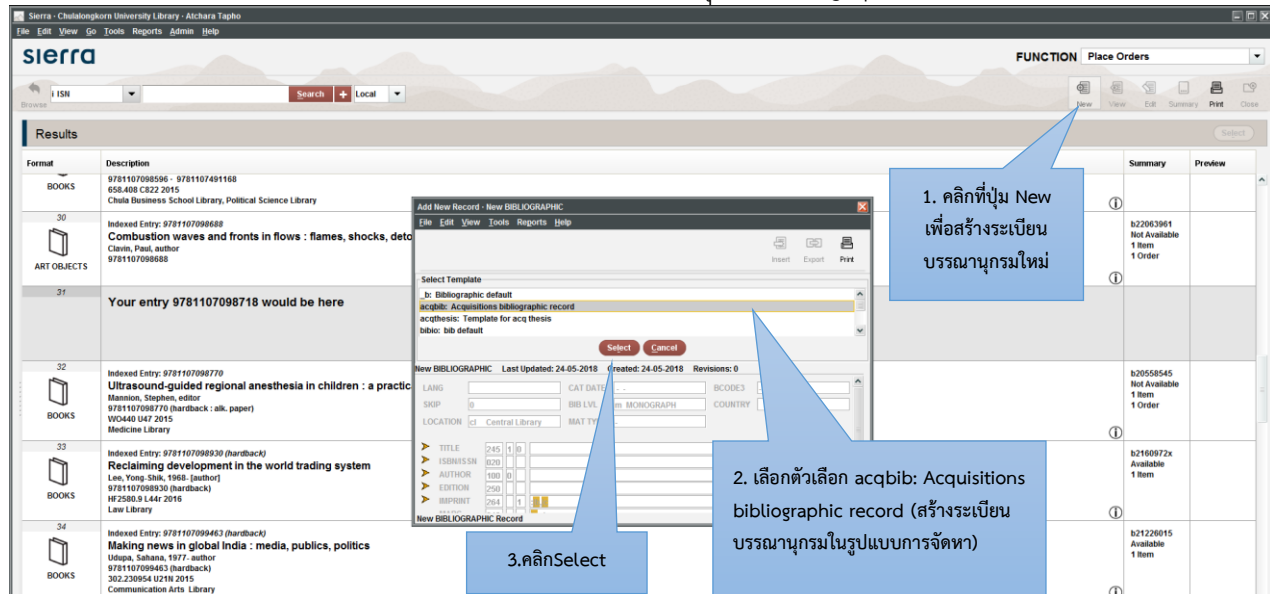 Sierra - Chulalongkorn University Library - Atchara Tapho
File Edit View Go Tools Reports Admin Help
sierra
FUNCTION Place Orders
Browse i ISN Search + Local
New View Edit Summary Print Close
Results
Select
Format Description Summary Preview
BOOKS
9781107098596 - 9781107491168
658.408 C822 2015
Chula Business School Library, Political Science Library
30
ART OBJECTS
Indexed Entry: 9781107098688
Combustion waves and fronts in flows : flames, shocks, deto
Clavin, Paul, author
9781107098688
b22063961
Not Available
1 Item
1 Order
31
Your entry 9781107098718 would be here
32
BOOKS
Indexed Entry: 9781107098770
Ultrasound-guided regional anesthesia in children : a practic
Mannion, Stephen, editor
9781107098770 (hardback : alk. paper)
WO440 U47 2015
Medicine Library
b20558545
Not Available
1 Item
1 Order
33
BOOKS
Indexed Entry: 9781107098930 (hardback)
Reclaiming development in the world trading system
Lee, Yong-Shik, 1968- [author]
9781107098930 (hardback)
HF2580.9 L44r 2016
Law Library
b2160972x
Available
1 Item
34
BOOKS
Indexed Entry: 9781107099463 (hardback)
Making news in global India : media, publics, politics
Udupa, Sahana, 1977- author
9781107099463 (hardback)
302.230954 U21N 2015
Communication Arts Library
b21226015
Available
1 Item
Add New Record - New BIBLIOGRAPHIC
File Edit View Tools Reports Help
Insert Export Print
Select Template
_b: Bibliographic default
acqbib: Acquisitions bibliographic record
acqthesis: Template for acq thesis
bibio: bib default
Select Cancel
New BIBLIOGRAPHIC Last Updated: 24-05-2018 Created: 24-05-2018 Revisions: 0
LANG CAT DATE - - BCODE3
SKIP 0 BIB LVL m MONOGRAPH COUNTRY
LOCATION cl Central Library MAT TY
TITLE 245 1 0
ISBN/ISSN 020
AUTHOR 100 0
EDITION 250
IMPRINT 264 1
New BIBLIOGRAPHIC Record
1. คลิกที่ปุ่ม New
เพื่อสร้างระเบียน
บรรณานุกรมใหม่
2. เลือกตัวเลือก acqbib: Acquisitions
bibliographic record (สร้างระเบียน
บรรณานุกรมในรูปแบบการจัดหา)
3.คลิกSelect